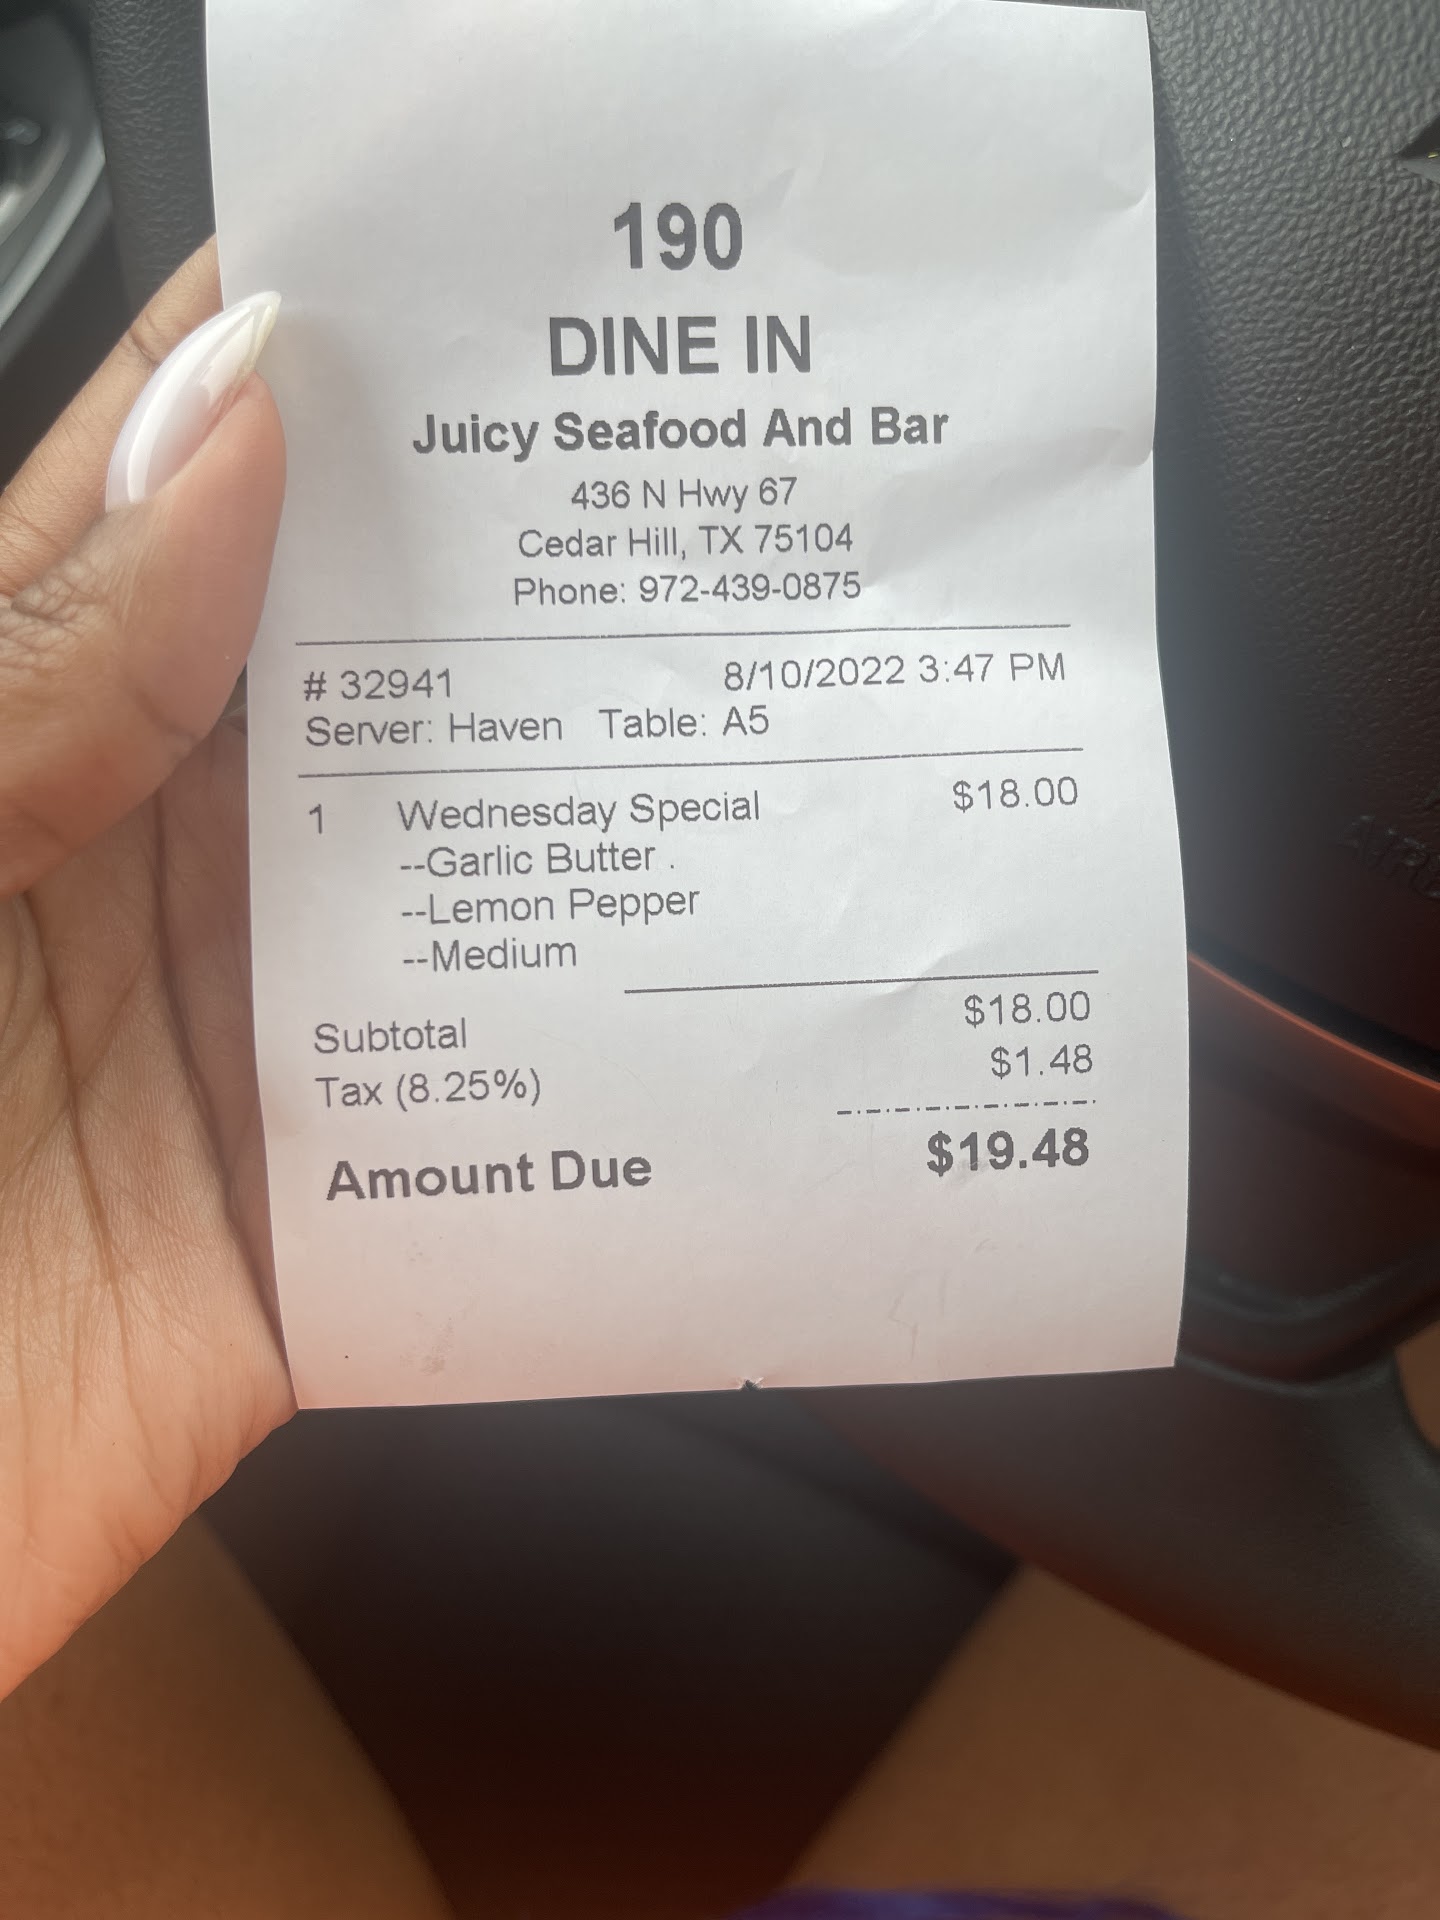 190
DINE IN
Juicy Seafood And Bar
436 N Hwy 67
Cedar Hill, TX 75104
Phone: 972-439-0875
# 32941 8/10/2022 3:47 PM
Server: Haven Table: A5
1 Wednesday Special $18.00
--Garlic Butter .
--Lemon Pepper
--Medium
Subtotal $18.00
Tax (8.25%) $1.48
Amount Due $19.48